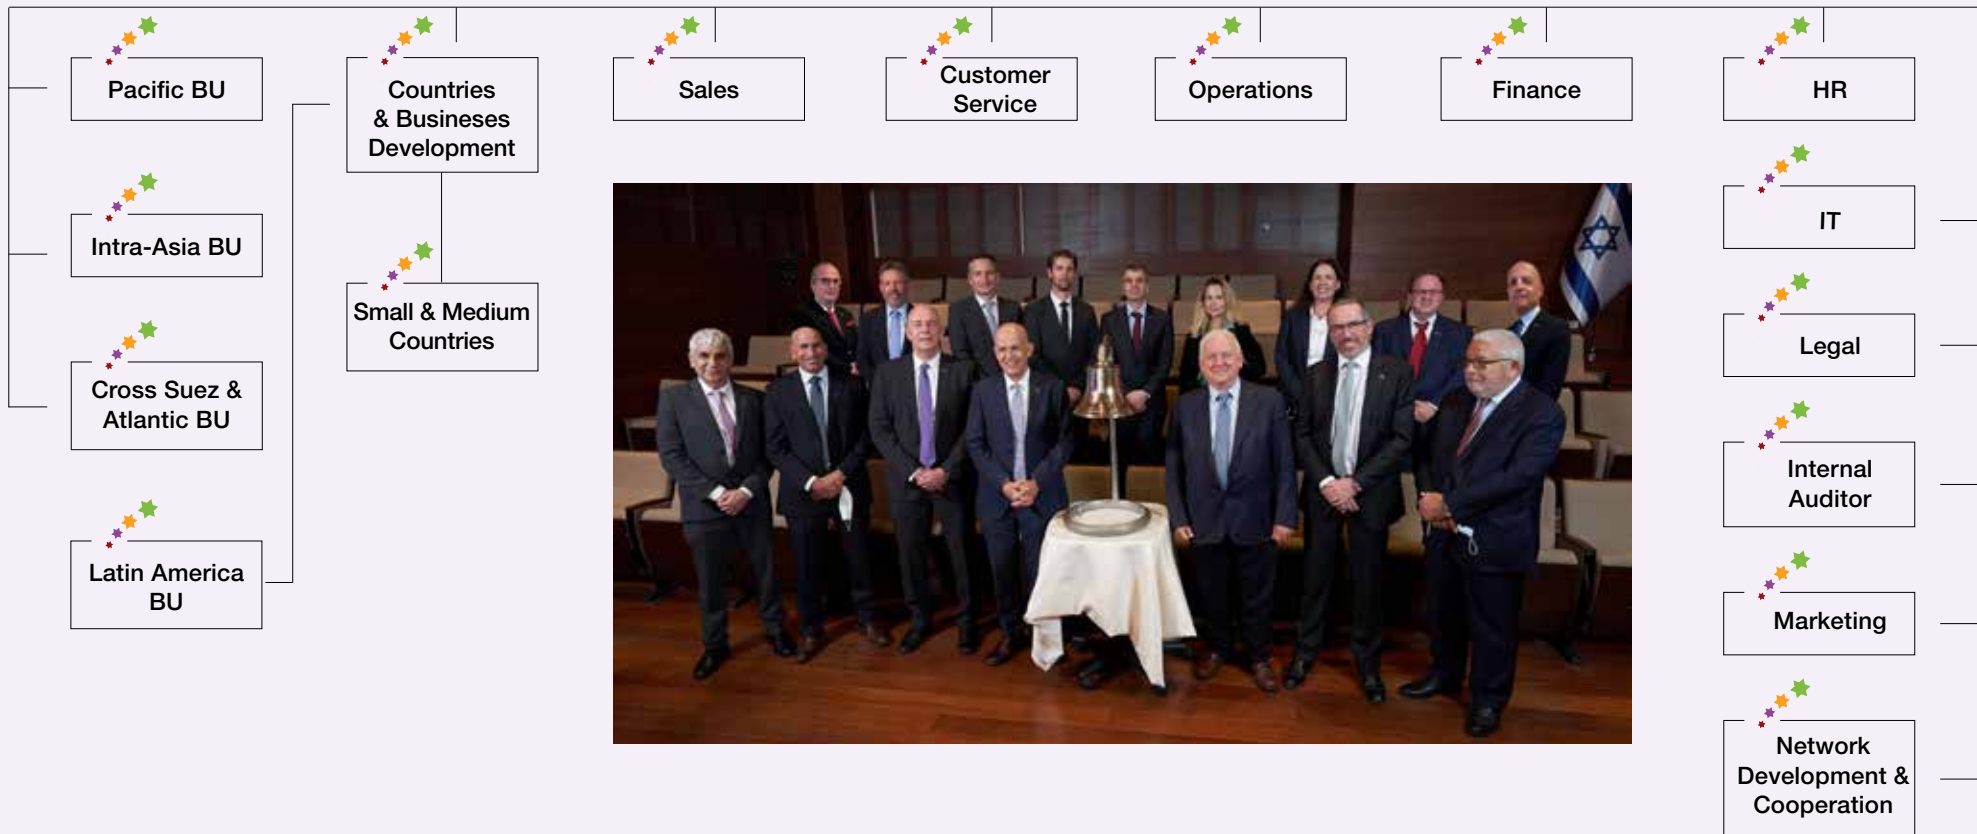 Pacific BU
Countries
& Busineses
Development
Sales
Customer
Service
Operations
Finance
HR
Intra-Asia BU
IT
Small & Medium
Countries
Legal
Cross Suez &
Atlantic BU
Internal
Auditor
Latin America
BU
Marketing
Network
Development &
Cooperation